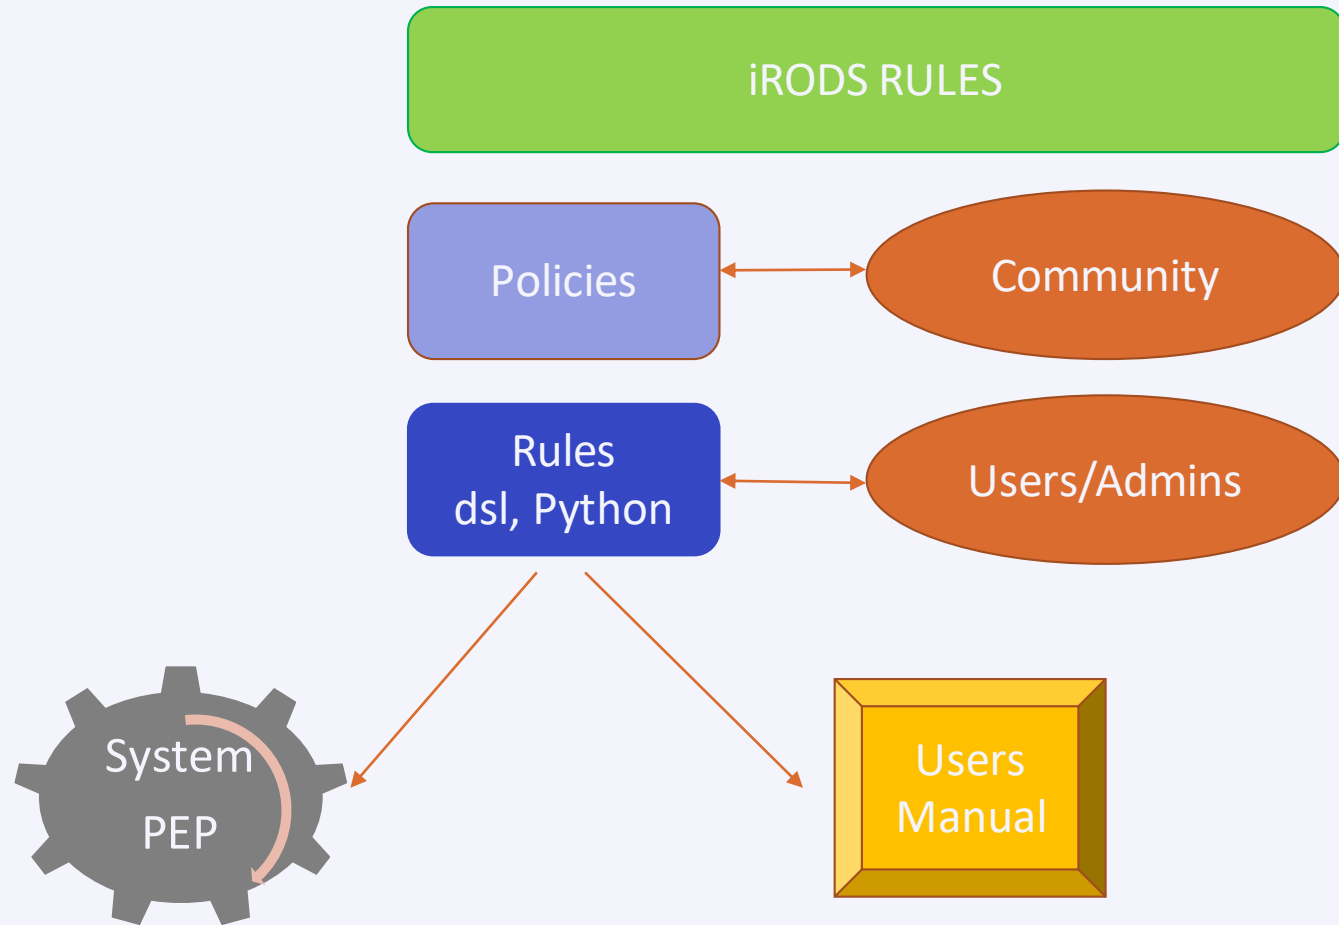 iRODS RULES
Policies
Community
Rules
dsl, Python
Users/Admins
System
PEP
Users
Manual